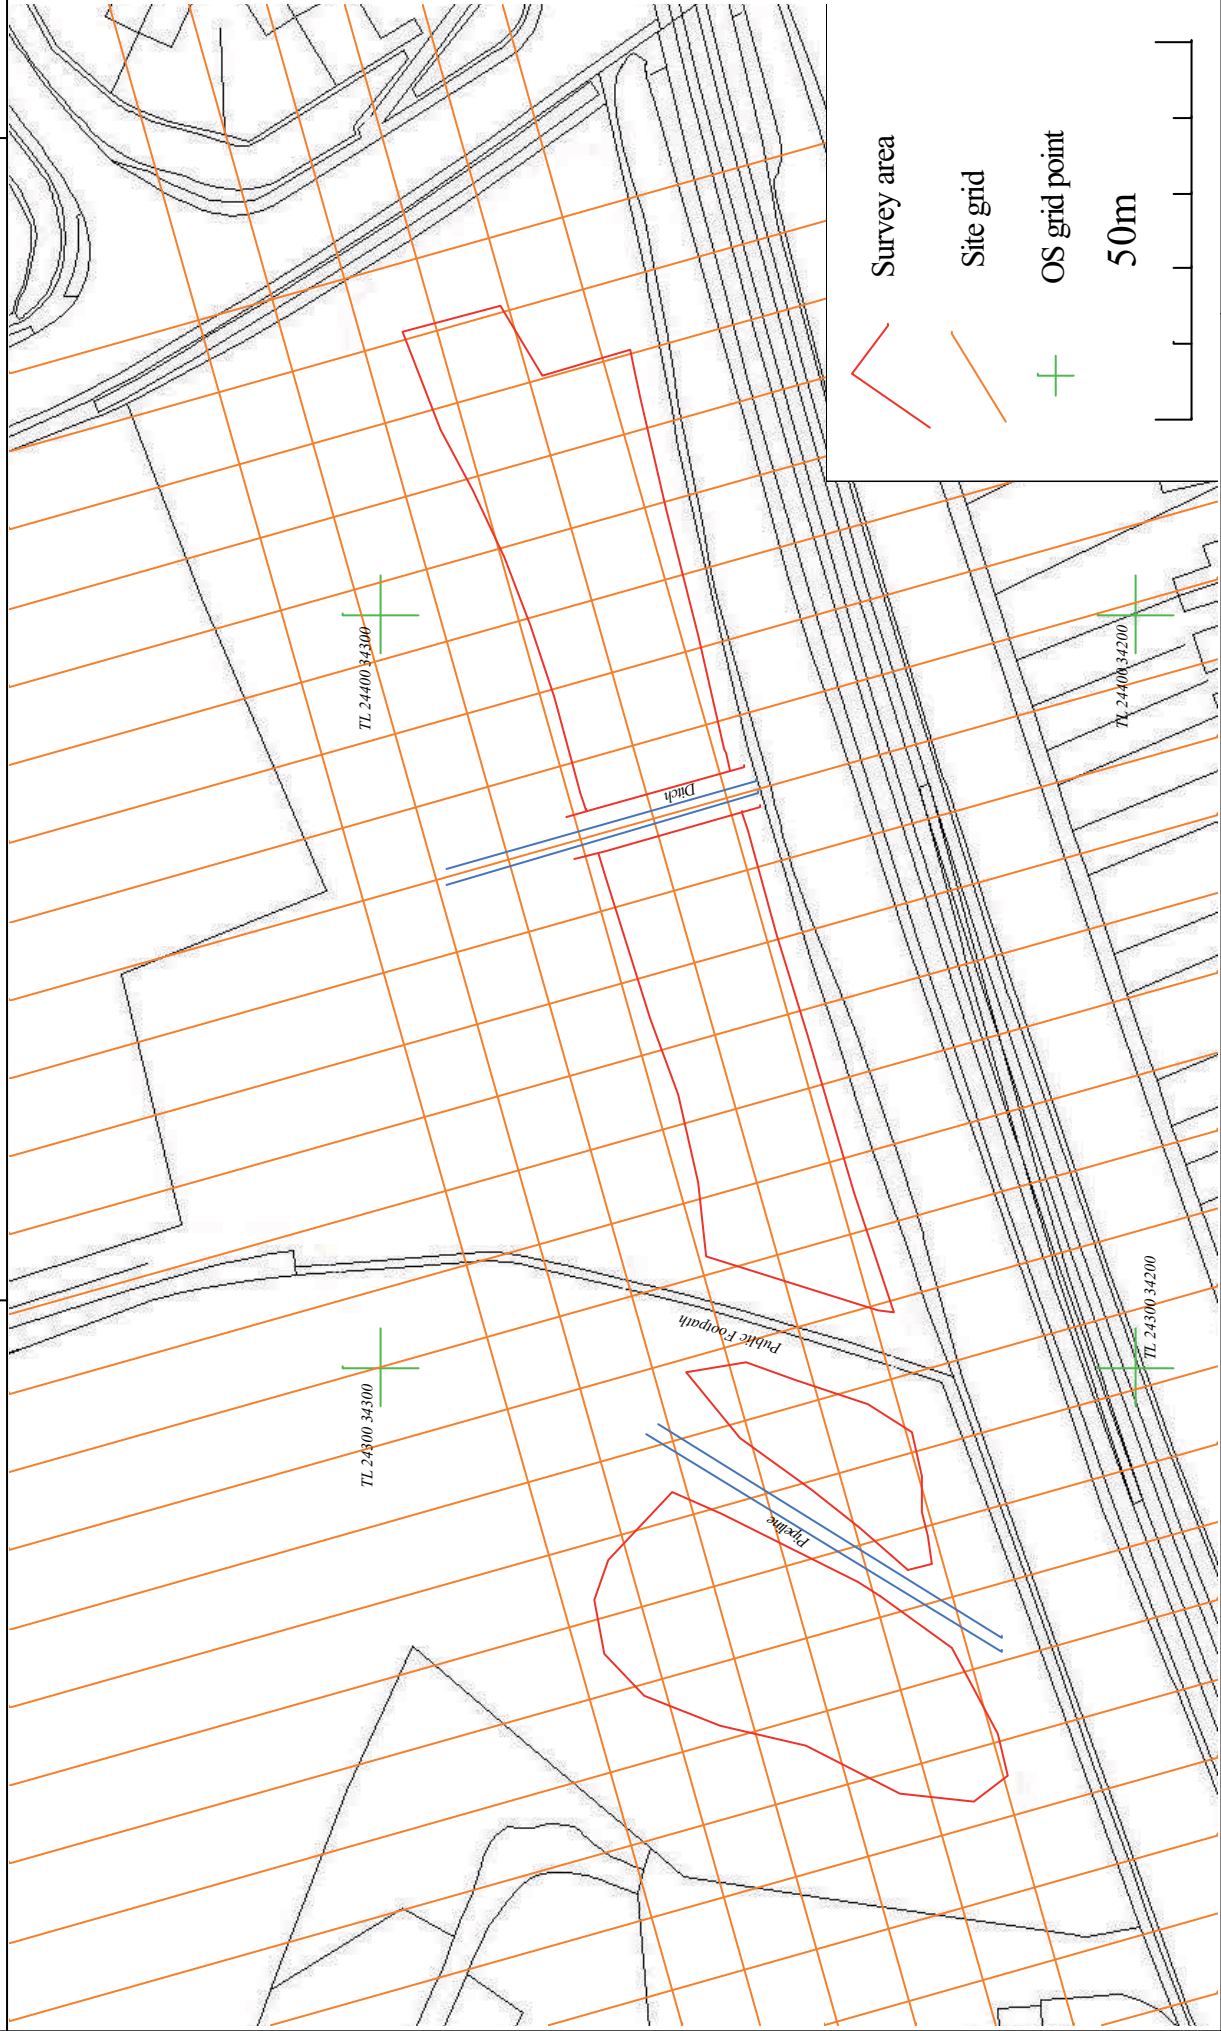 TL 24300 34300
TL 24400 34300
Pipeline
Public Footpath
Ditch
TL 24300 34200
TL 24400 34200
Survey area
Site grid
OS grid point
50m